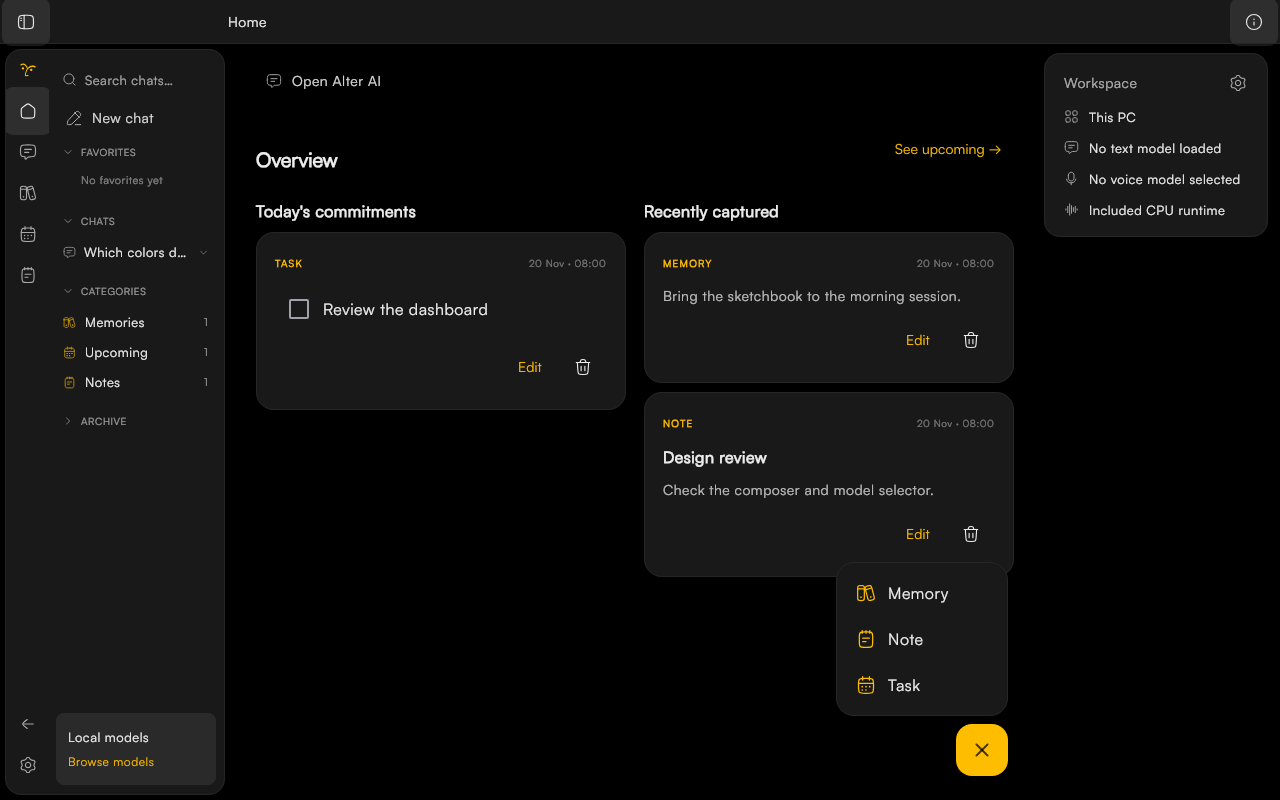 Home
Search chats...
New chat
FAVORITES
No favorites yet
CHATS
Which colors d...
CATEGORIES
Memories 1
Upcoming 1
Notes 1
ARCHIVE
Local models
Browse models
Open Alter AI
Overview
See upcoming →
Today's commitments
TASK 20 Nov • 08:00
Review the dashboard
Edit
Recently captured
MEMORY 20 Nov • 08:00
Bring the sketchbook to the morning session.
Edit
NOTE 20 Nov • 08:00
Design review
Check the composer and model selector.
Edit
Memory
Note
Task
Workspace
This PC
No text model loaded
No voice model selected
Included CPU runtime